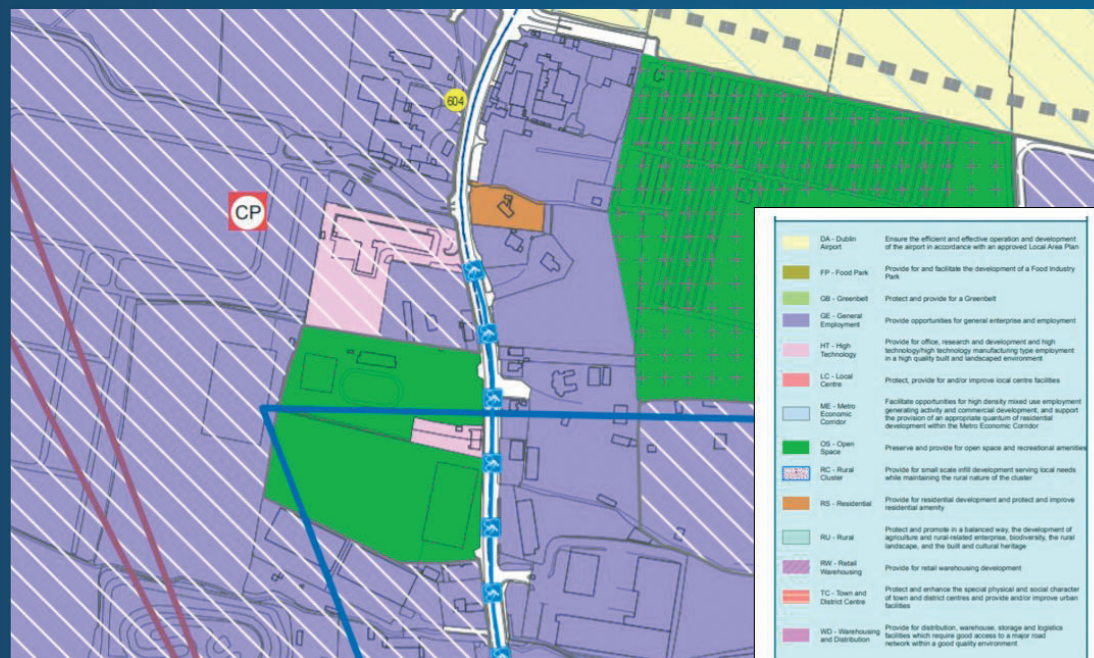 604
CP
DA - Dublin
Airport
Ensure the efficient and effective operation and development
of the airport in accordance with an approved Local Area Plan
FP - Food Park
Provide for and facilitate the development of a Food Industry
Park
GB - Greenbelt
Protect and provide for a Greenbelt
GE - General
Employment
Provide opportunities for general enterprise and employment
HT - High
Technology
Provide for office, research and development and high
technology/high technology manufacturing type employment
in a high quality built and landscaped environment
LC - Local
Centre
Protect, provide for and/or improve local centre facilities
ME - Metro
Economic
Corridor
Facilitate opportunities for high density mixed use employment
generating activity and commercial development, and support
the provision of an appropriate quantum of residential
development within the Metro Economic Corridor
OS - Open
Space
Preserve and provide for open space and recreational amenities
RC - Rural
Cluster
Provide for small scale infill development serving local needs
while maintaining the rural nature of the cluster
RS - Residential
Provide for residential development and protect and improve
residential amenity
RU - Rural
Protect and promote in a balanced way, the development of
agriculture and rural-related enterprise, biodiversity, the rural
landscape, and the built and cultural heritage
RW - Retail
Warehousing
Provide for retail warehousing development
TC - Town and
District Centre
Protect and enhance the special physical and social character
of town and district centres and provide and/or improve urban
facilities
WD - Warehousing
and Distribution
Provide for distribution, warehouse, storage and logistics
facilities which require good access to a major road
network within a good quality environment